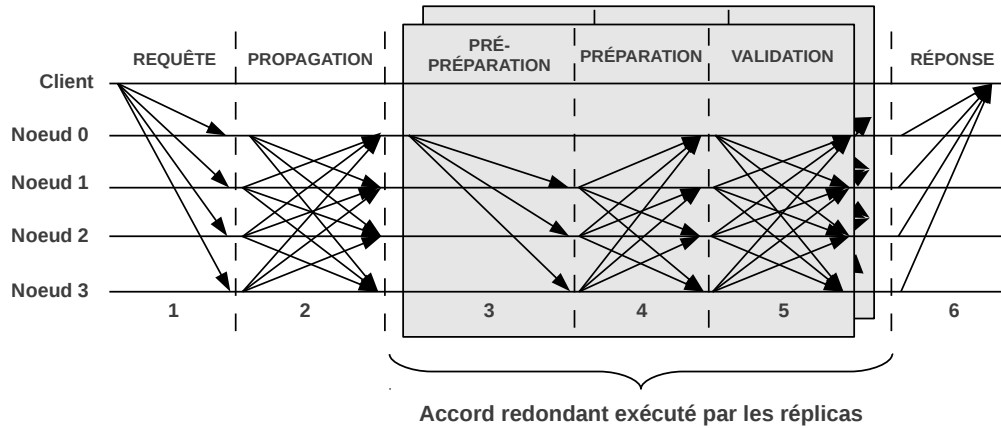 REQUÊTE
PROPAGATION
PRÉ-
PRÉPARATION
PRÉPARATION
VALIDATION
RÉPONSE
Client
Noeud 0
Noeud 1
Noeud 2
Noeud 3
1
2
3
4
5
6
Accord redondant exécuté par les réplicas